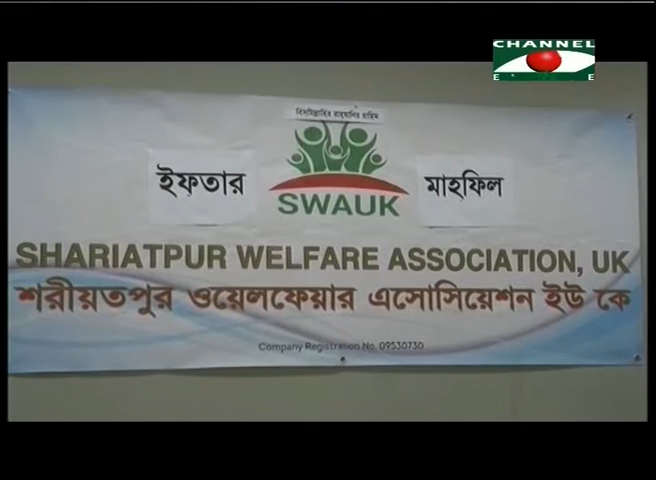 CHANNEL
বিসমিল্লাহির রাহমানির রাহিম
ইফতার
মাহফিল
SWAUK
SHARIATPUR WELFARE ASSOCIATION, UK
শরীয়তপুর ওয়েলফেয়ার এসোসিয়েশন ইউ কে
Company Registration No. 09530730